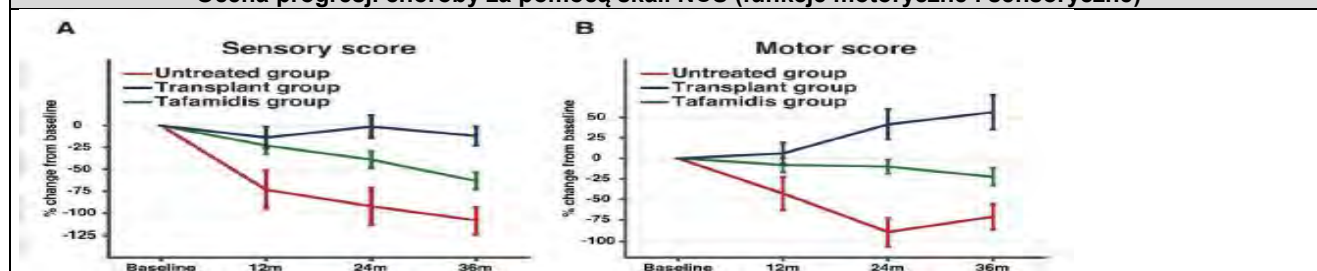 Ocena progresji choroby za pomocą skali NCS (funkcje motoryczne i sensoryczne)
A
Sensory score
Untreated group
Transplant group
Tafamidis group
% change from baseline
0
-25
-50
-75
-100
-125
Baseline 12m 24m 36m
B
Motor score
Untreated group
Transplant group
Tafamidis group
% change from baseline
50
25
0
-25
-50
-75
-100
Baseline 12m 24m 36m